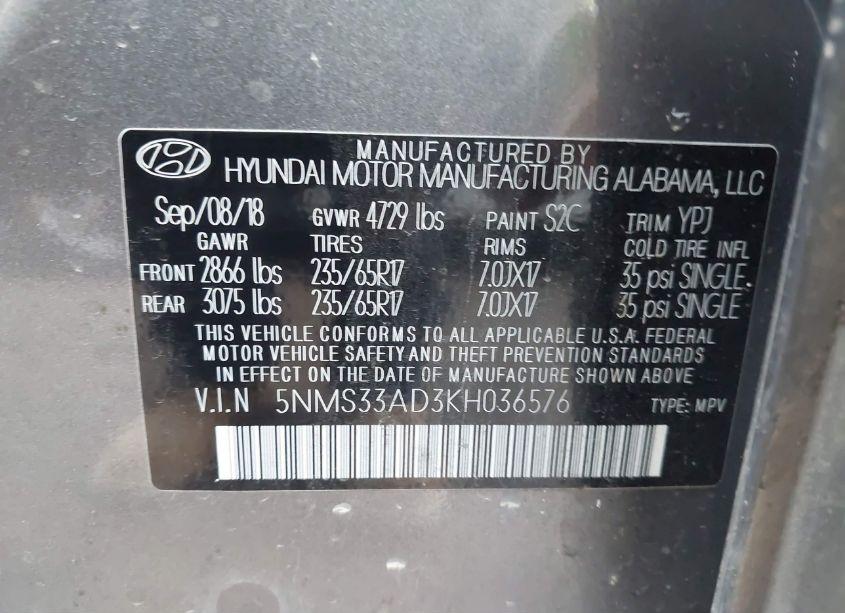 MANUFACTURED BY
HYUNDAI MOTOR MANUFACTURING ALABAMA, LLC
Sep/08/18 GVWR 4729 lbs PAINT S2C TRIM YPJ
GAWR TIRES RIMS COLD TIRE INFL
FRONT 2866 lbs 235/65R17 7.0JX17 35 psi SINGLE
REAR 3075 lbs 235/65R17 7.0JX17 35 psi SINGLE
THIS VEHICLE CONFORMS TO ALL APPLICABLE U.S.A. FEDERAL
MOTOR VEHICLE SAFETY AND THEFT PREVENTION STANDARDS
IN EFFECT ON THE DATE OF MANUFACTURE SHOWN ABOVE.
V.I.N 5NMS33AD3KH036576 TYPE: MPV